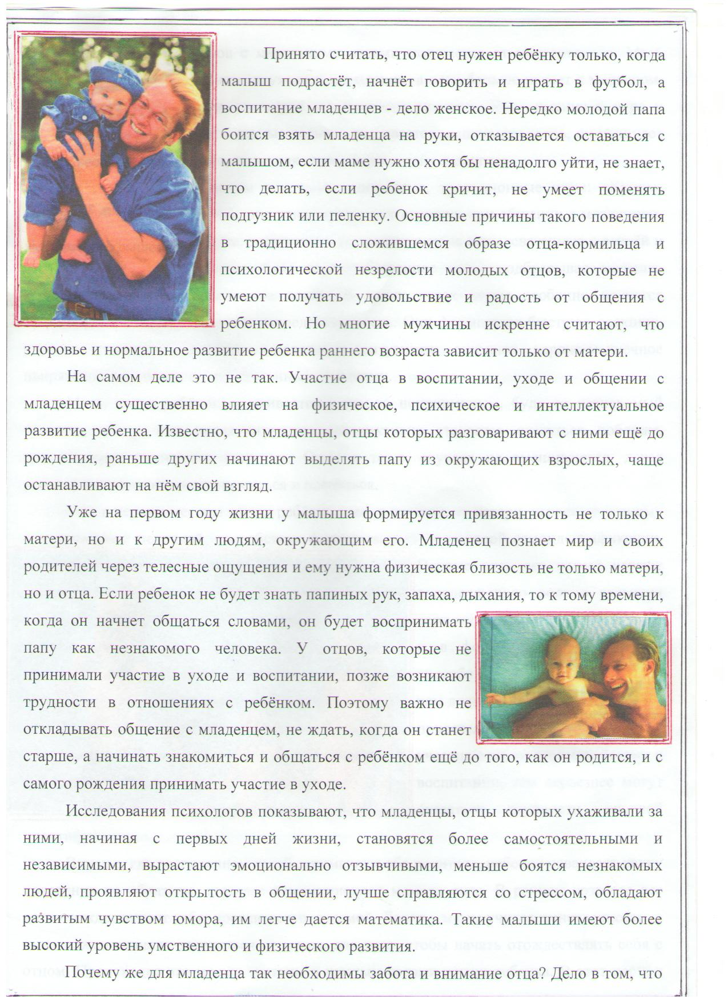 Принято считать, что отец нужен ребёнку только, когда
малыш подрастёт, начнёт говорить и играть в футбол, а
воспитание младенцев - дело женское. Нередко молодой папа
боится взять младенца на руки, отказывается оставаться с
малышом, если маме нужно хотя бы ненадолго уйти, не знает,
что делать, если ребёнок кричит, не умеет поменять
подгузник или пеленку. Основные причины такого поведения
в традиционно сложившемся образе отца-кормильца и
психологической незрелости молодых отцов, которые не
умеют получать удовольствие и радость от общения с
ребенком. Но многие мужчины искренне считают, что
здоровье и нормальное развитие ребенка раннего возраста зависит только от матери.
На самом деле это не так. Участие отца в воспитании, уходе и общении с
младенцем существенно влияет на физическое, психическое и интеллектуальное
развитие ребенка. Известно, что младенцы, отцы которых разговаривают с ними ещё до
рождения, раньше других начинают выделять папу из окружающих взрослых, чаще
останавливают на нём свой взгляд.
Уже на первом году жизни у малыша формируется привязанность не только к
матери, но и к другим людям, окружающим его. Младенец познает мир и своих
родителей через телесные ощущения и ему нужна физическая близость не только матери,
но и отца. Если ребенок не будет знать папиных рук, запаха, дыхания, то к тому времени,
когда он начнет общаться словами, он будет воспринимать
папу как незнакомого человека. У отцов, которые не
принимали участие в уходе и воспитании, позже возникают
трудности в отношениях с ребёнком. Поэтому важно не
откладывать общение с младенцем, не ждать, когда он станет
старше, а начинать знакомиться и общаться с ребёнком ещё до того, как он родится, и с
самого рождения принимать участие в уходе.
Исследования психологов показывают, что младенцы, отцы которых ухаживали за
ними, начиная с первых дней жизни, становятся более самостоятельными и
независимыми, вырастают эмоционально отзывчивыми, меньше боятся незнакомых
людей, проявляют открытость в общении, лучше справляются со стрессом, обладают
развитым чувством юмора, им легче дается математика. Такие малыши имеют более
высокий уровень умственного и физического развития.
Почему же для младенца так необходимы забота и внимание отца? Дело в том, что